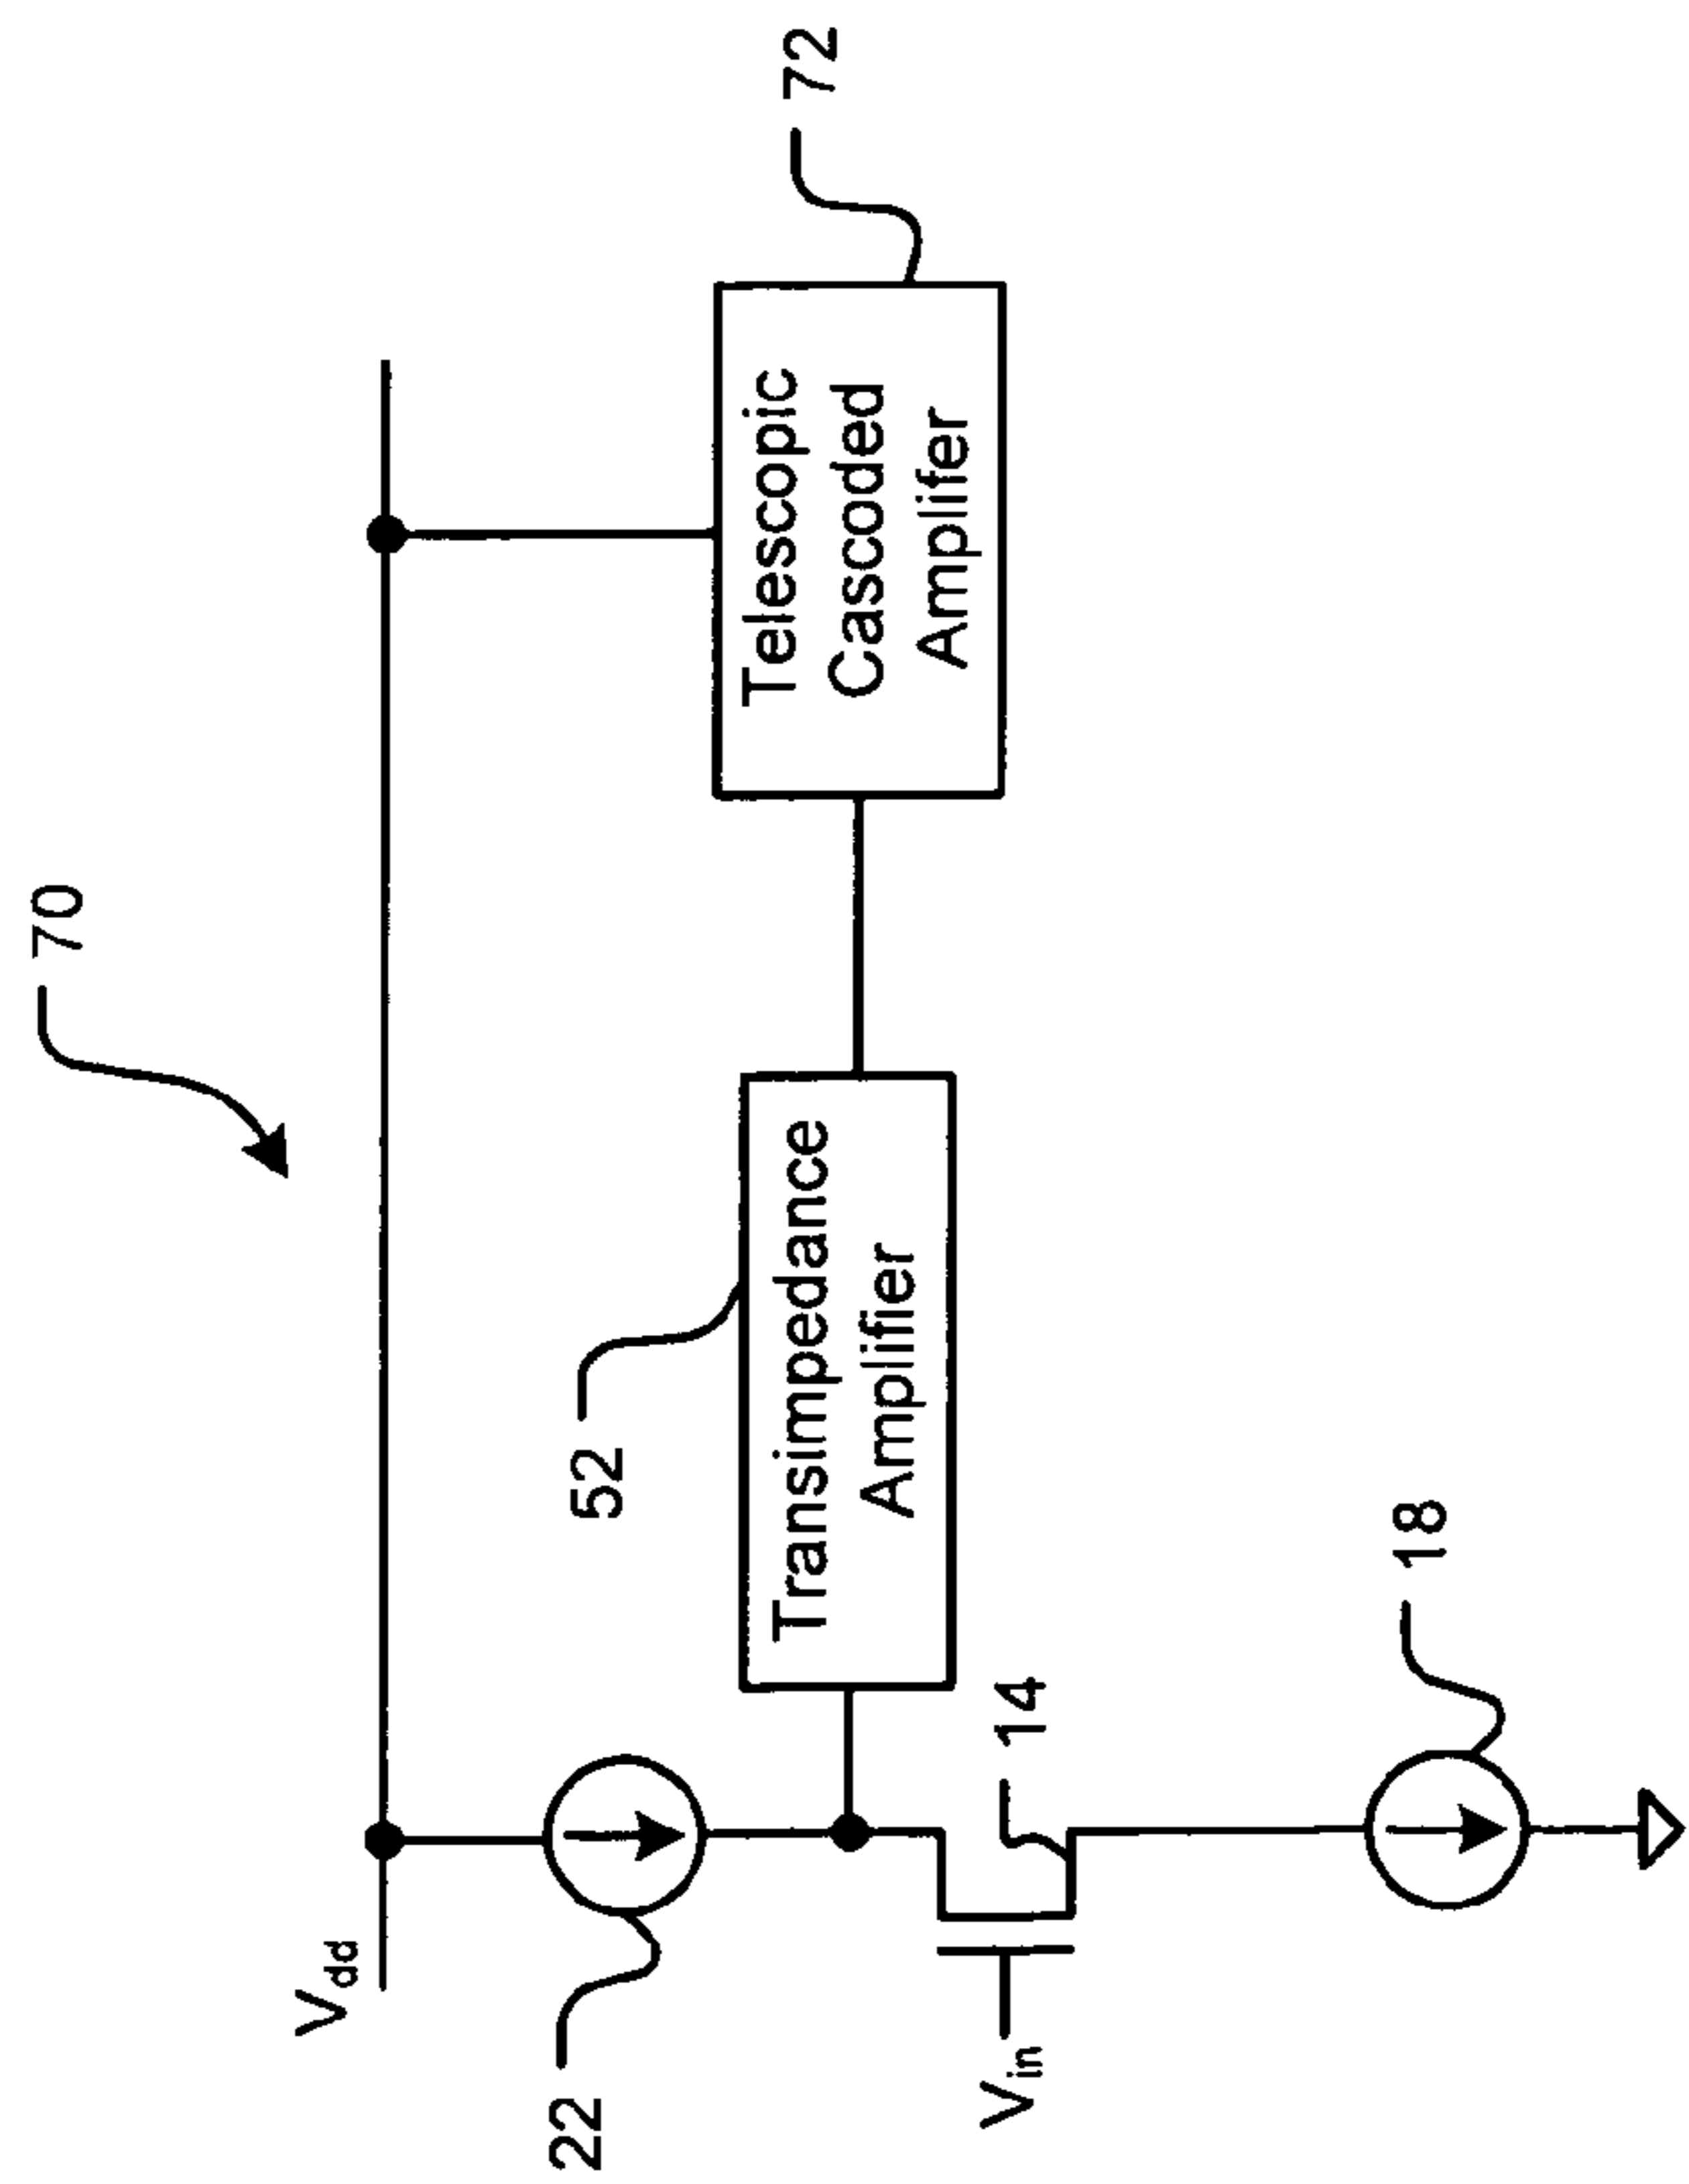 70
V_dd
22
52
72
Transimpedance
Amplifier
Telescopic
Cascoded
Amplifer
14
V_in
18